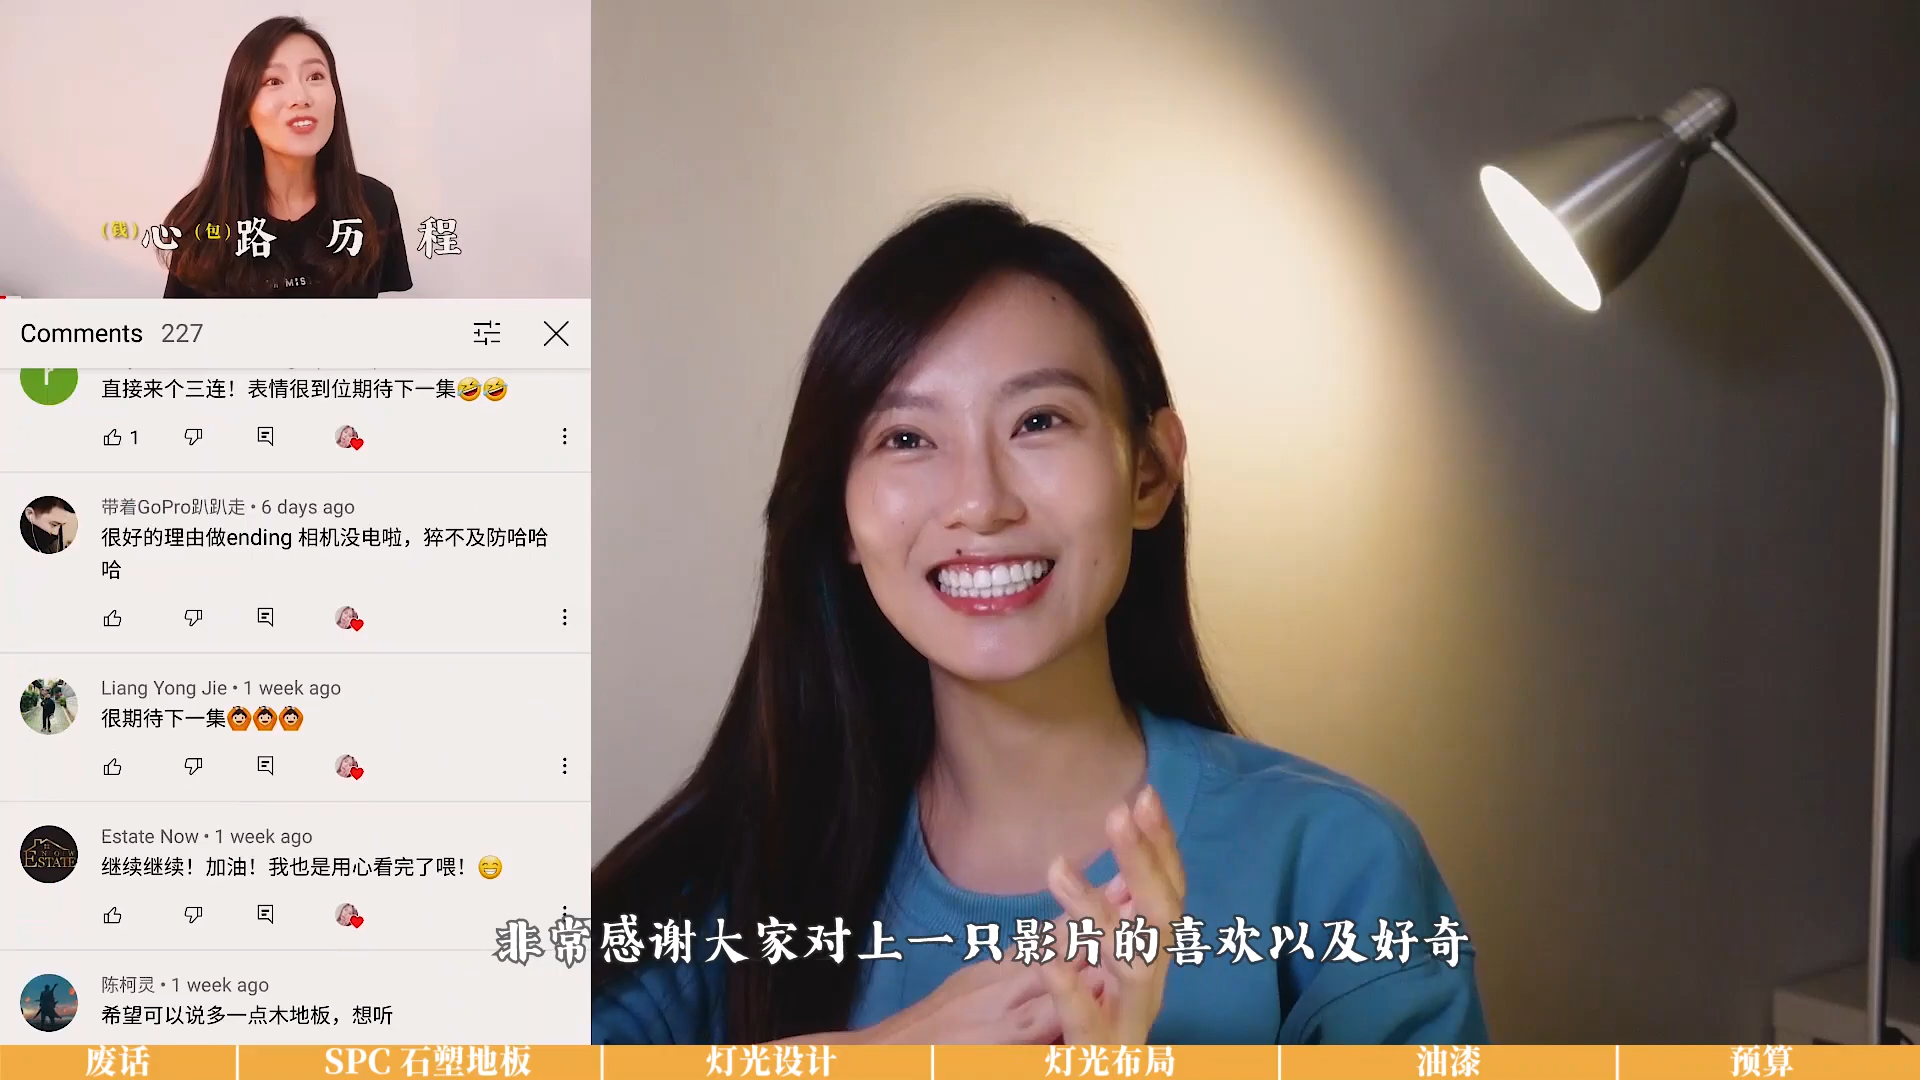 (钱)心(包)路 历 程
MIS
Comments 227
直接来个三连！表情很到位期待下一集🤣🤣
1
带着GoPro趴趴走 • 6 days ago
很好的理由做ending 相机没电啦，猝不及防哈哈
哈
Liang Yong Jie • 1 week ago
很期待下一集🙆🙆🙆
Estate Now • 1 week ago
ESTATE
继续继续！加油！我也是用心看完了喂！😁
非常感谢大家对上一只影片的喜欢以及好奇
陈柯灵 • 1 week ago
希望可以说多一点木地板，想听
废话 SPC 石塑地板 灯光设计 灯光布局 油漆 预算